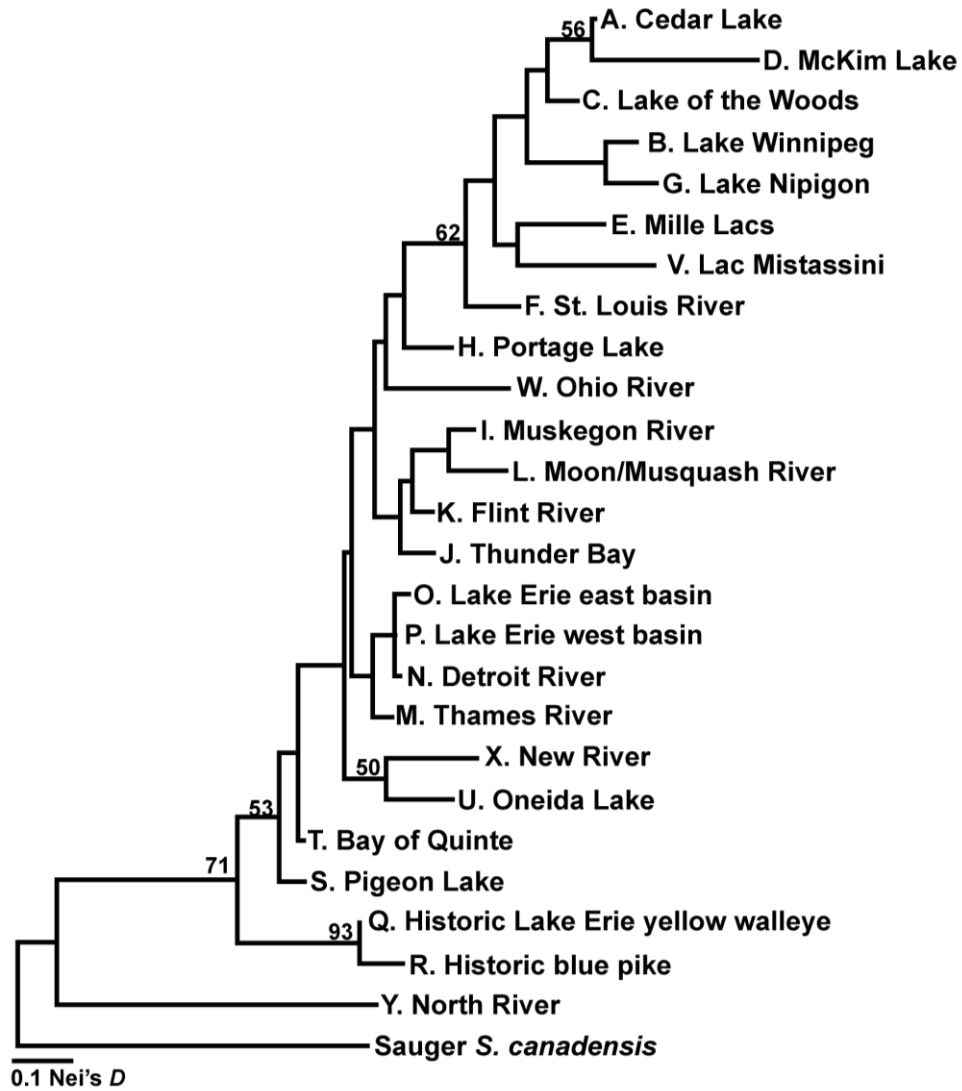 A. Cedar Lake
56
D. McKim Lake
C. Lake of the Woods
B. Lake Winnipeg
G. Lake Nipigon
E. Mille Lacs
62
V. Lac Mistassini
F. St. Louis River
H. Portage Lake
W. Ohio River
I. Muskegon River
L. Moon/Musquash River
K. Flint River
J. Thunder Bay
O. Lake Erie east basin
P. Lake Erie west basin
N. Detroit River
M. Thames River
X. New River
50
U. Oneida Lake
53
T. Bay of Quinte
71
S. Pigeon Lake
Q. Historic Lake Erie yellow walleye
93
R. Historic blue pike
Y. North River
Sauger S. canadensis
0.1 Nei's D